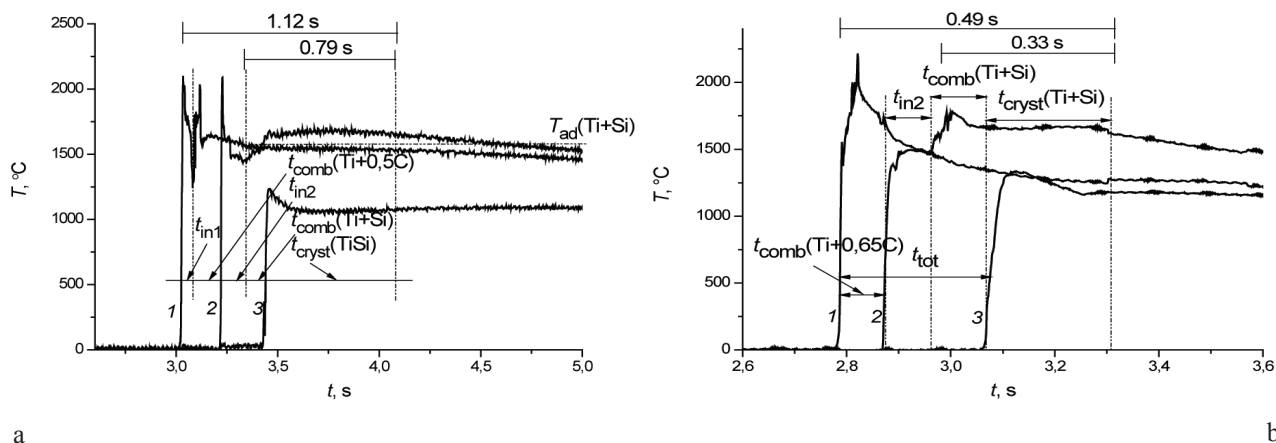 a
1.12 s
0.79 s
2500
2000
1500
1000
500
0
T, °C
T_ad(Ti+Si)
t_comb(Ti+0,5C)
t_in2
t_comb(Ti+Si)
t_cryst(TiSi)
t_in1
1
2
3
3,0
3,5
4,0
4,5
5,0
t, s
a
b
0.49 s
0.33 s
2000
1500
1000
500
0
T, °C
t_comb(Ti+Si)
t_in2
t_cryst(Ti+Si)
t_comb(Ti+0,65C)
t_tot
1
2
3
2,6
2,8
3,0
3,2
3,4
3,6
t, s
b